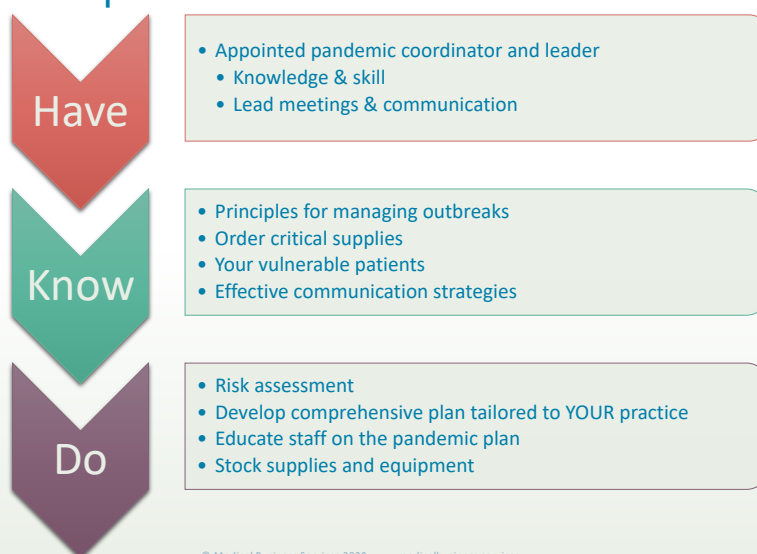 Have
• Appointed pandemic coordinator and leader
• Knowledge & skill
• Lead meetings & communication
Know
• Principles for managing outbreaks
• Order critical supplies
• Your vulnerable patients
• Effective communication strategies
Do
• Risk assessment
• Develop comprehensive plan tailored to YOUR practice
• Educate staff on the pandemic plan
• Stock supplies and equipment